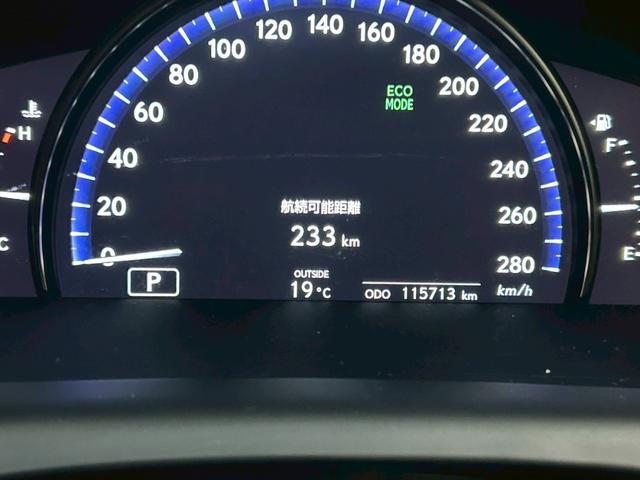 120 140 160
100 180
80 200
60 220
40 240
20 260
0 280
km/h
ECO
MODE
航続可能距離
233 km
P
OUTSIDE
19°C
ODO 115713 km
H
C
F
E